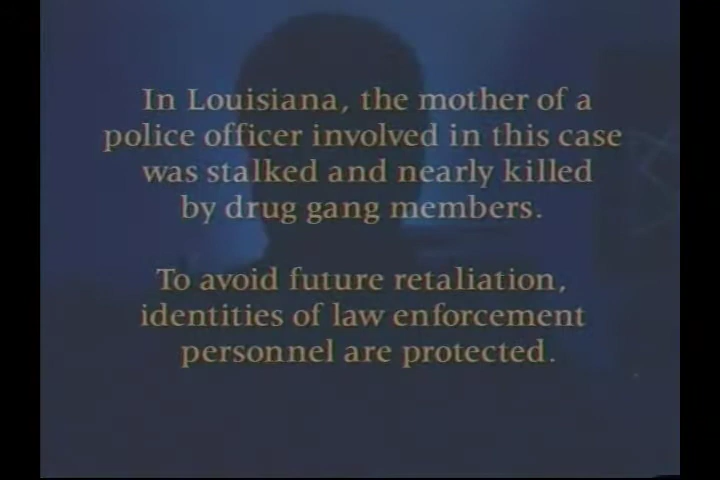 In Louisiana, the mother of a
police officer involved in this case
was stalked and nearly killed
by drug gang members.
To avoid future retaliation,
identities of law enforcement
personnel are protected.